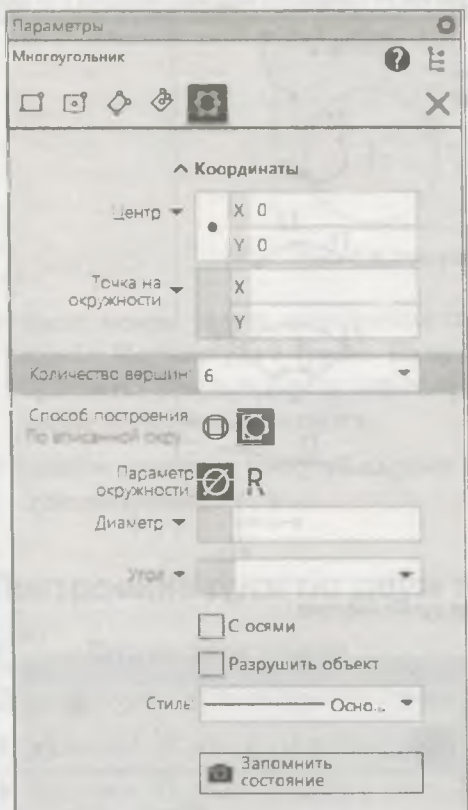 Параметры
Многоугольник
?
Координаты
Центр
X 0
Y 0
Точка на
окружности
X
Y
Количество вершин: 6
Способ построения
По вписанной окру...
Параметр
окружности
R
Диаметр
Угол
С осями
Разрушить объект
Стиль: Осно...
Запомнить
состояние